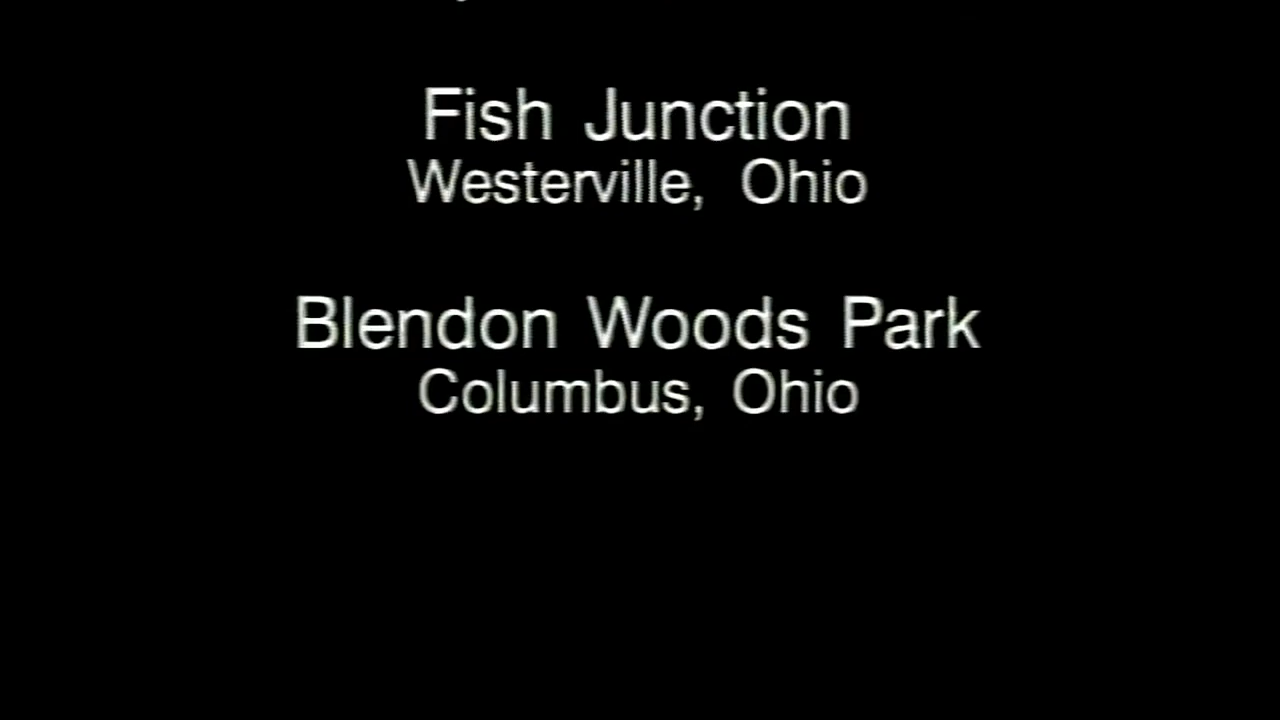 Fish Junction
Westerville, Ohio
Blendon Woods Park
Columbus, Ohio